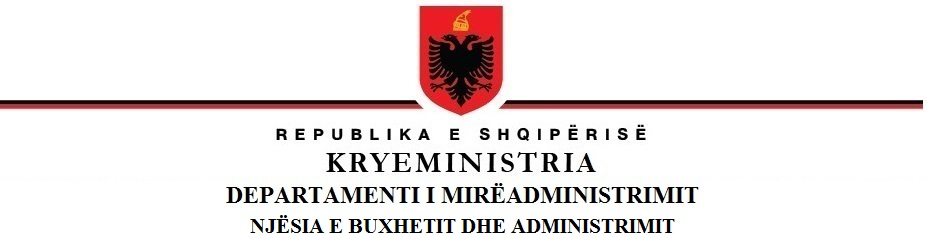 REPUBLIKA E SHQIPËRISË
KRYEMINISTRIA
DEPARTAMENTI I MIRËADMINISTRIMIT
NJËSIA E BUXHETIT DHE ADMINISTRIMIT